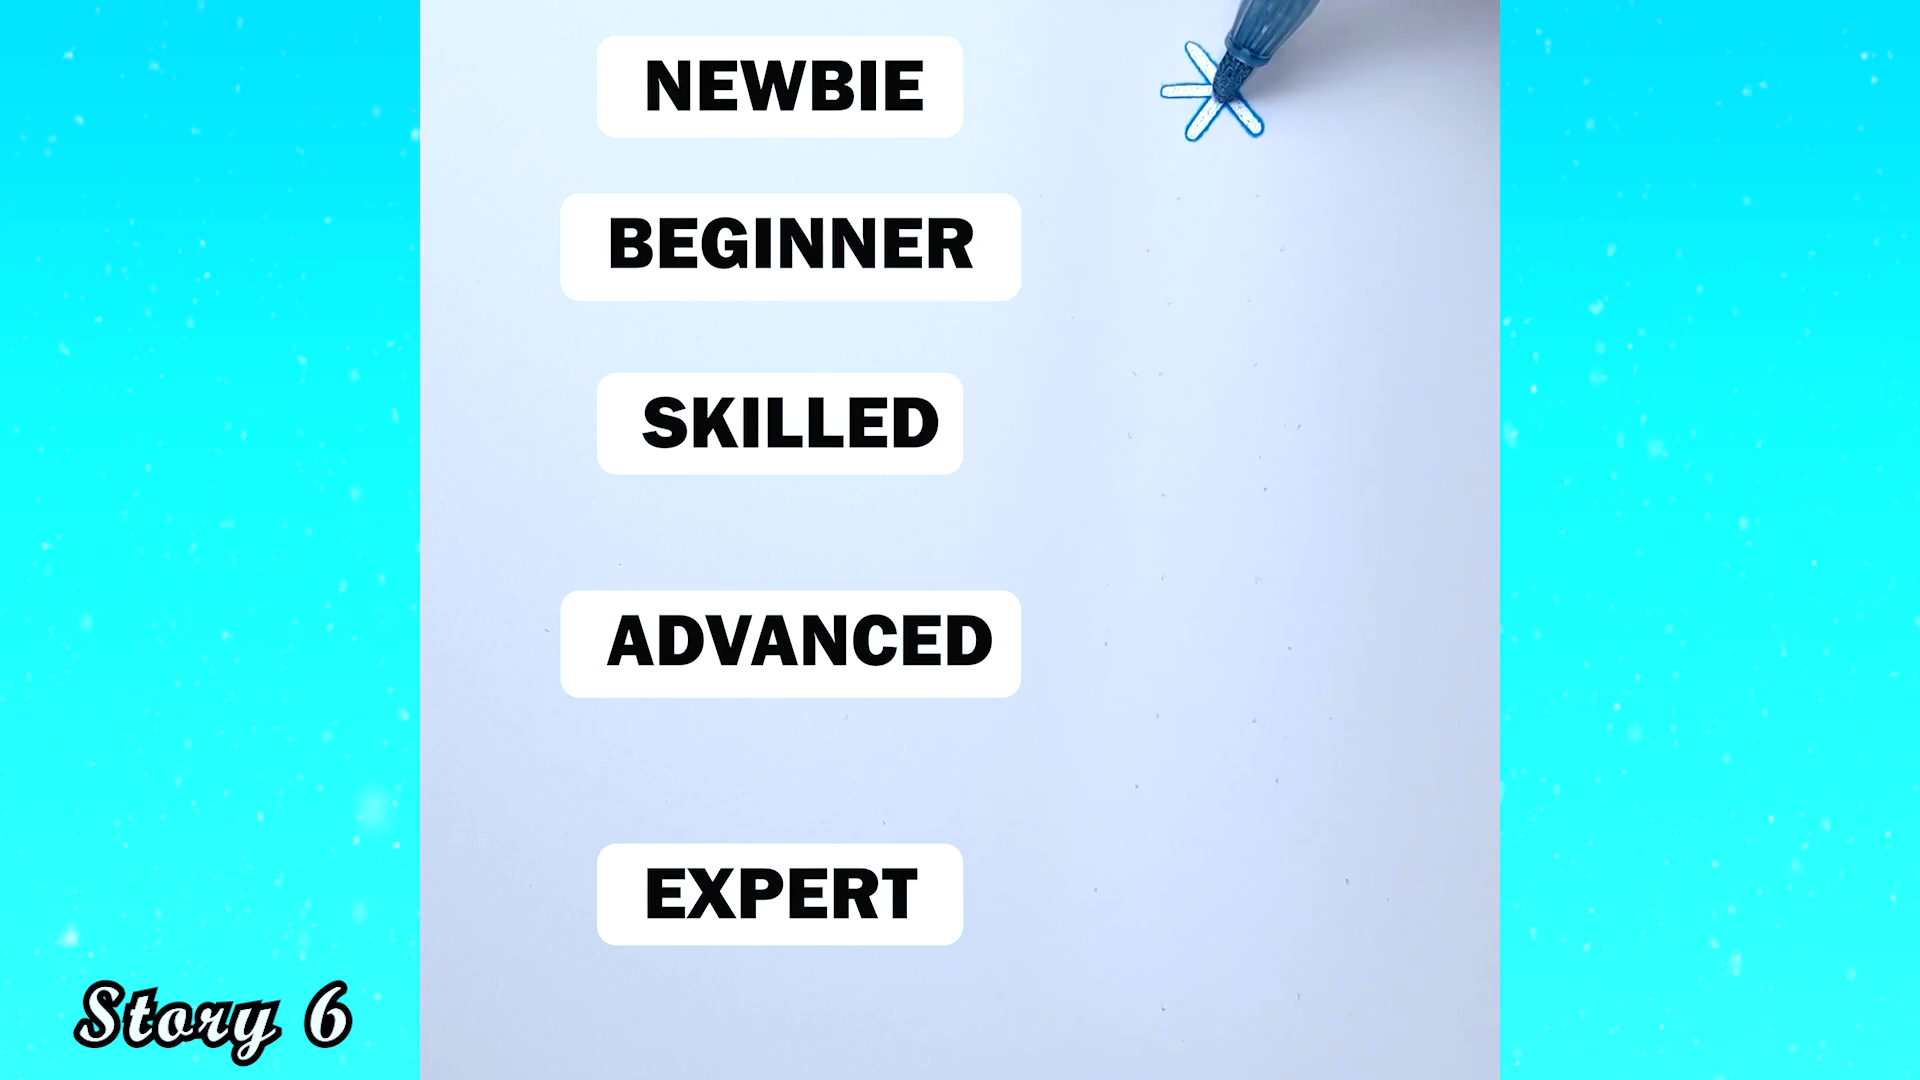 NEWBIE
BEGINNER
SKILLED
ADVANCED
EXPERT
Story 6